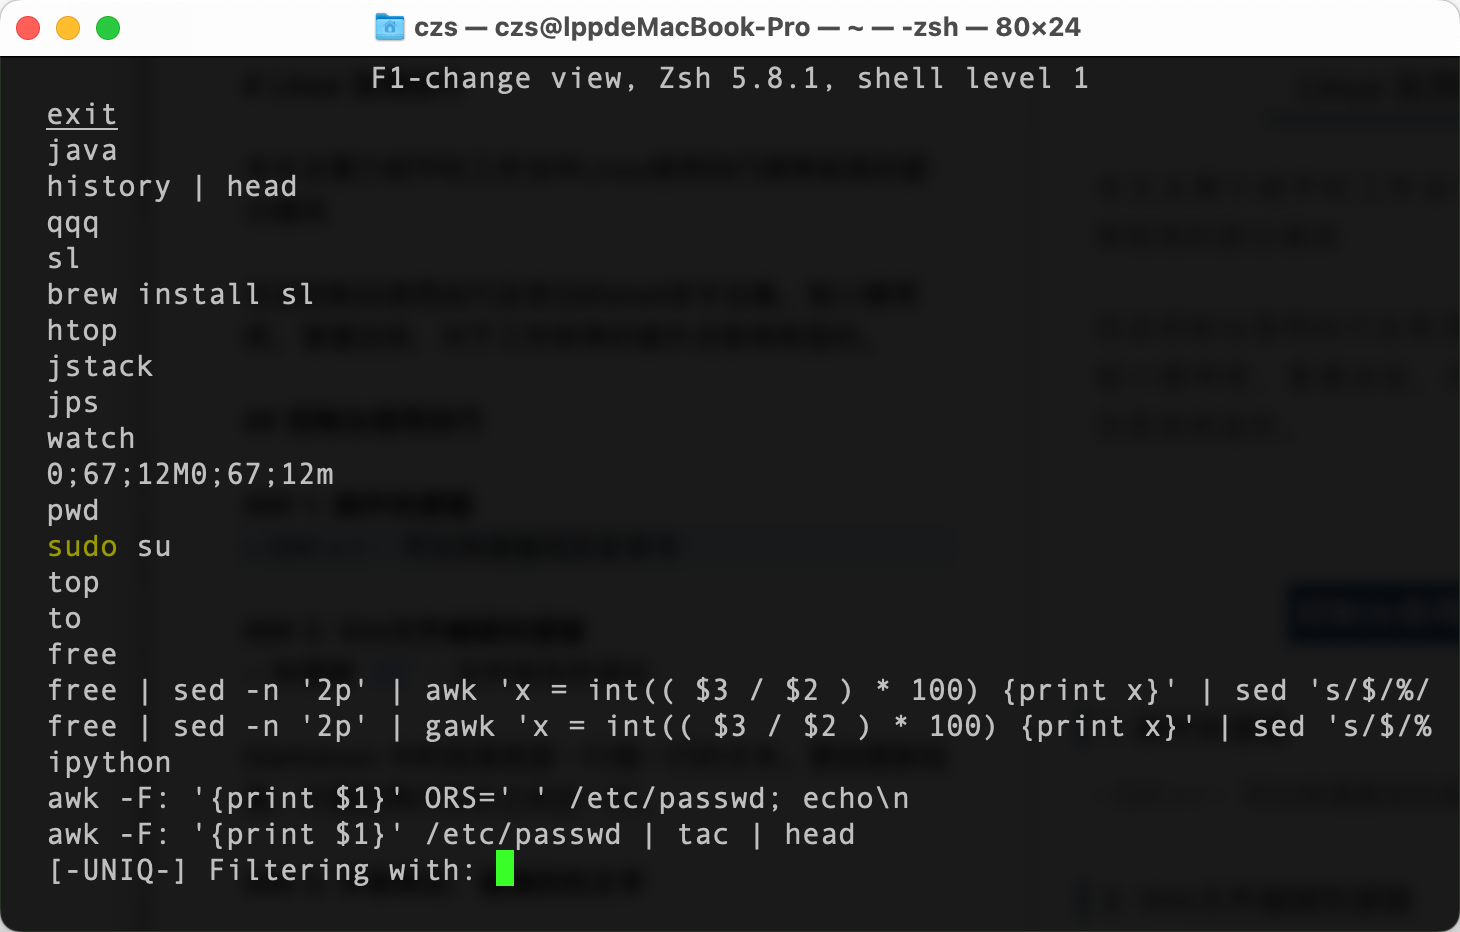 czs — czs@lppdeMacBook-Pro — ~ — -zsh — 80×24
F1-change view, Zsh 5.8.1, shell level 1
exit
java
history | head
qqq
sl
brew install sl
htop
jstack
jps
watch
0;67;12M0;67;12m
pwd
sudo su
top
to
free
free | sed -n '2p' | awk 'x = int(( $3 / $2 ) * 100) {print x}' | sed 's/$/%/
free | sed -n '2p' | gawk 'x = int(( $3 / $2 ) * 100) {print x}' | sed 's/$/%
ipython
awk -F: '{print $1}' ORS=' ' /etc/passwd; echo\n
awk -F: '{print $1}' /etc/passwd | tac | head
[-UNIQ-] Filtering with: